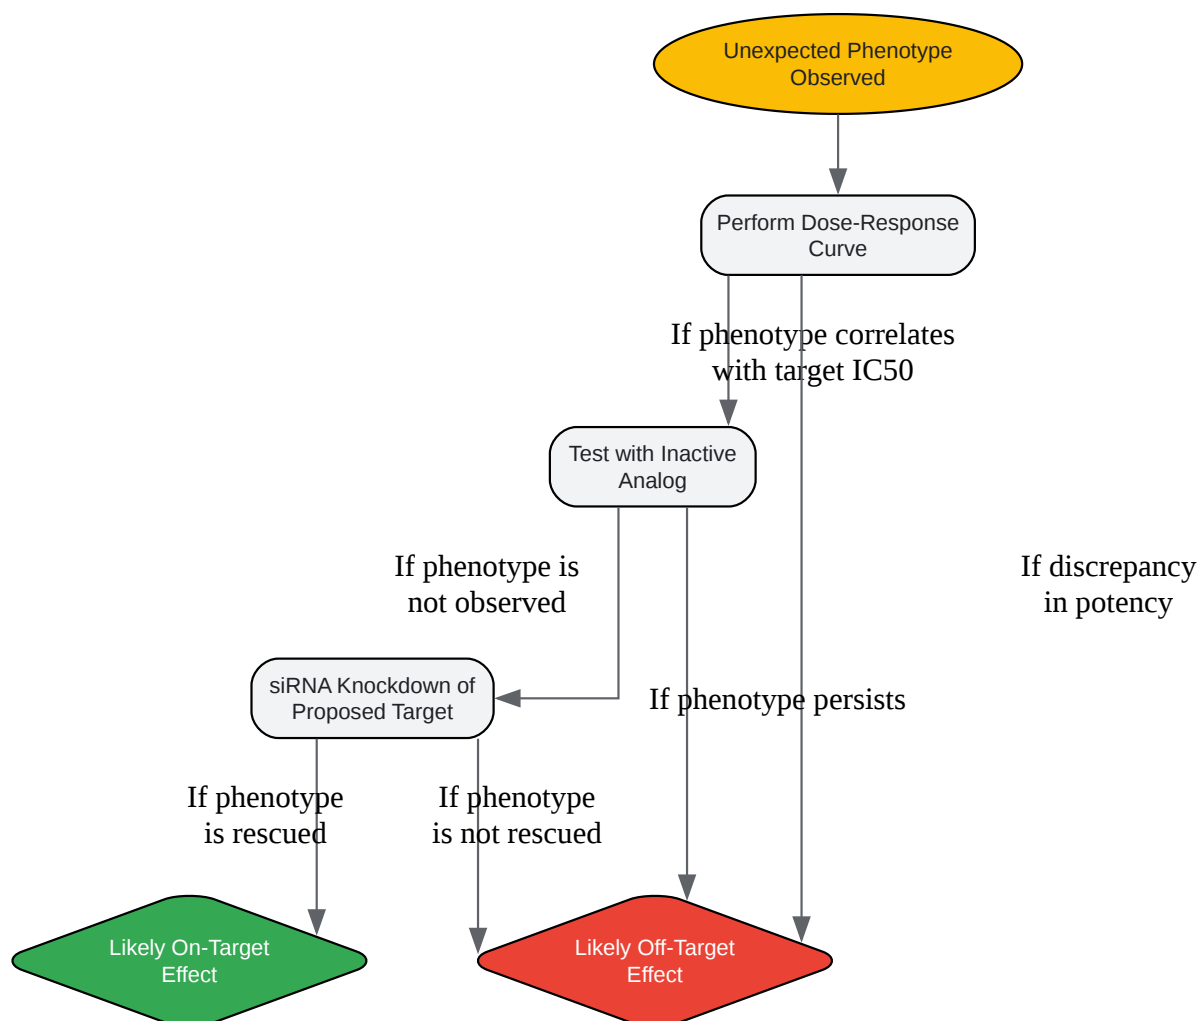 Unexpected Phenotype
Observed
Perform Dose-Response
Curve
If phenotype correlates
with target IC50
Test with Inactive
Analog
If phenotype is
not observed
If discrepancy
in potency
siRNA Knockdown of
Proposed Target
If phenotype persists
If phenotype
is rescued
If phenotype
is not rescued
Likely On-Target
Effect
Likely Off-Target
Effect